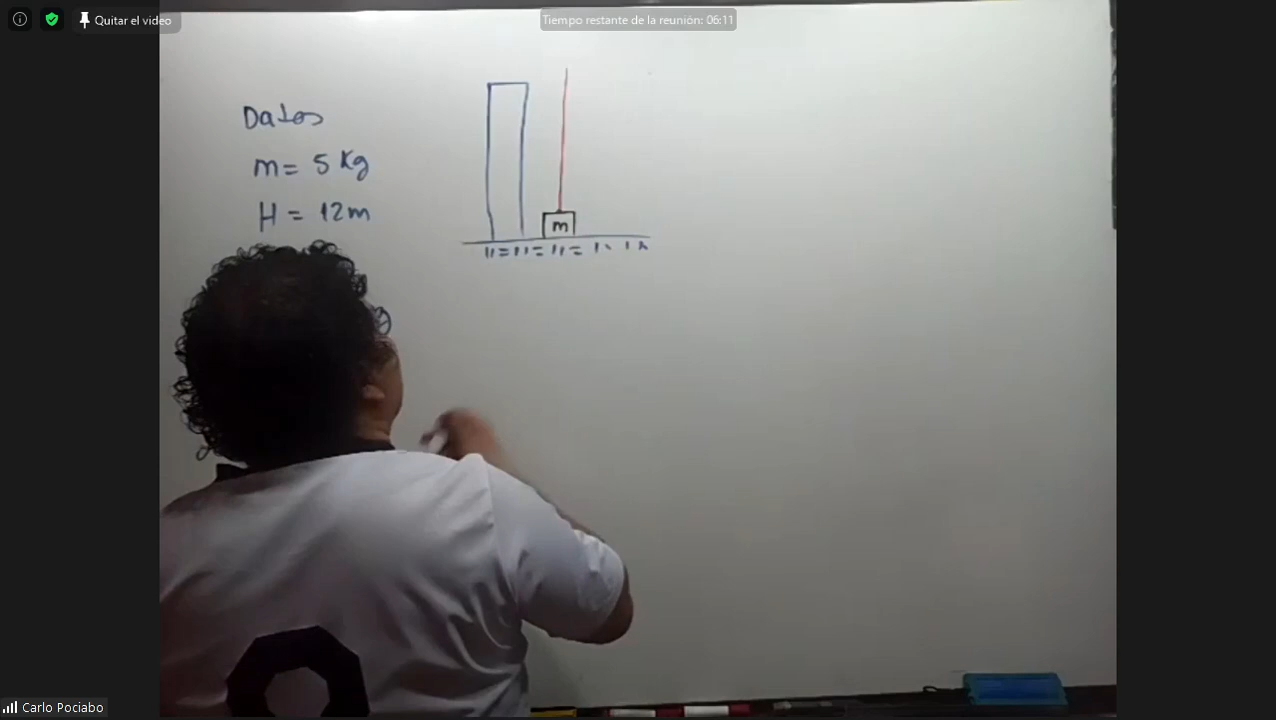 Quitar el video
Tiempo restante de la reunión: 06:11
Datos
m = 5 Kg
H = 12m
m
Carlo Pociabo